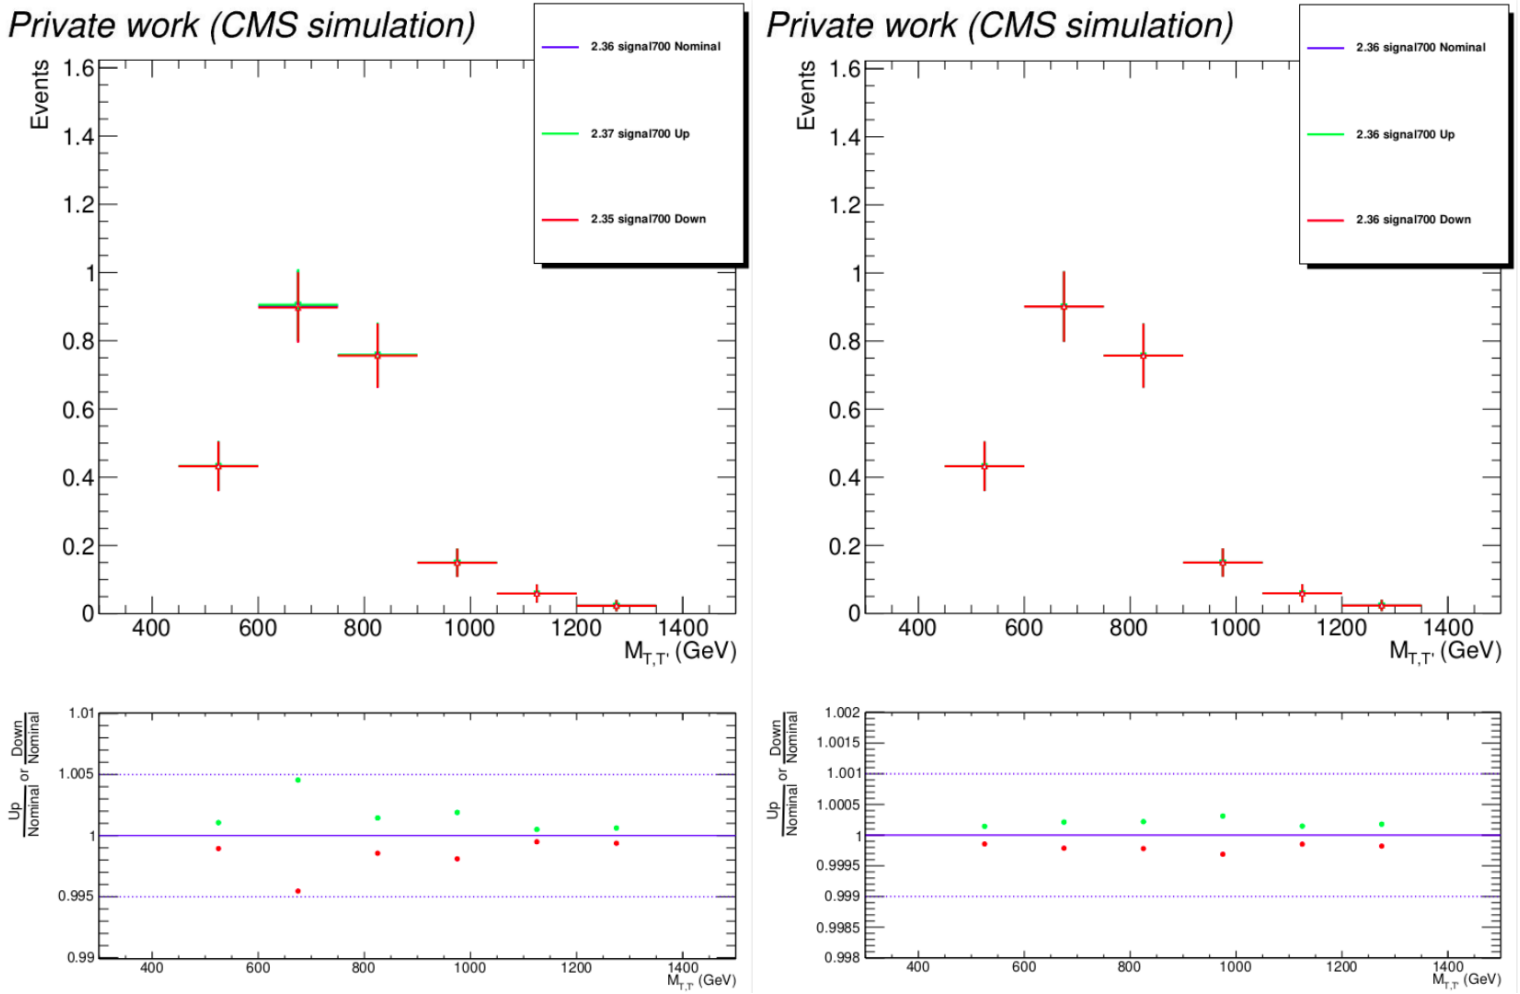 Private work (CMS simulation)
2.36 signal700 Nominal
2.37 signal700 Up
2.35 signal700 Down
Events
1.6
1.4
1.2
1
0.8
0.6
0.4
0.2
0
400 600 800 1000 1200 1400
M_T,T' (GeV)
Up
Nominal
or
Down
Nominal
1.01
1.005
1
0.995
0.99
400 600 800 1000 1200 1400
M_T,T' (GeV)
Private work (CMS simulation)
2.36 signal700 Nominal
2.36 signal700 Up
2.36 signal700 Down
Events
1.6
1.4
1.2
1
0.8
0.6
0.4
0.2
0
400 600 800 1000 1200 1400
M_T,T' (GeV)
Up
Nominal
or
Down
Nominal
1.002
1.0015
1.001
1.0005
1
0.9995
0.999
0.9985
0.998
400 600 800 1000 1200 1400
M_T,T' (GeV)